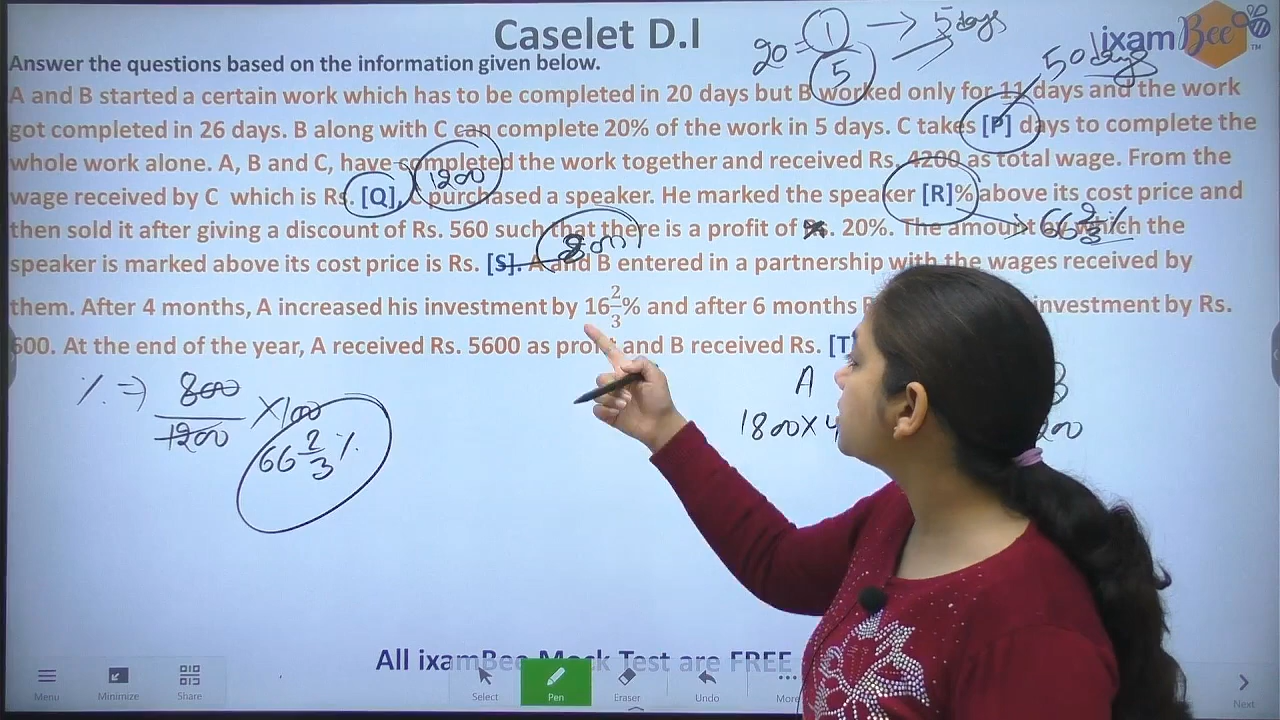 Caselet D.I
20 = 1 → 5 days
5
ixamBee
TM
50 days
Answer the questions based on the information given below.
A and B started a certain work which has to be completed in 20 days but B worked only for 11 days and the work
got completed in 26 days. B along with C can complete 20% of the work in 5 days. C takes [P] days to complete the
whole work alone. A, B and C, have completed the work together and received Rs. 4200 as total wage. From the
1200
wage received by C which is Rs. [Q], C purchased a speaker. He marked the speaker [R]% above its cost price and
then sold it after giving a discount of Rs. 560 such that there is a profit of 20%. The amount which the
66 2/3 %
800
speaker is marked above its cost price is Rs. [S]. A and B entered in a partnership with the wages received by
them. After 4 months, A increased his investment by 16 2/3% and after 6 months investment by Rs.
600. At the end of the year, A received Rs. 5600 as profit and B received Rs. [T]
% ⇒ 800/1200 × 100
66 2/3 %
A
1800 × 4
All ixamBee Mock Test are FREE
Menu Minimize Share Select Pen Eraser Undo More Next